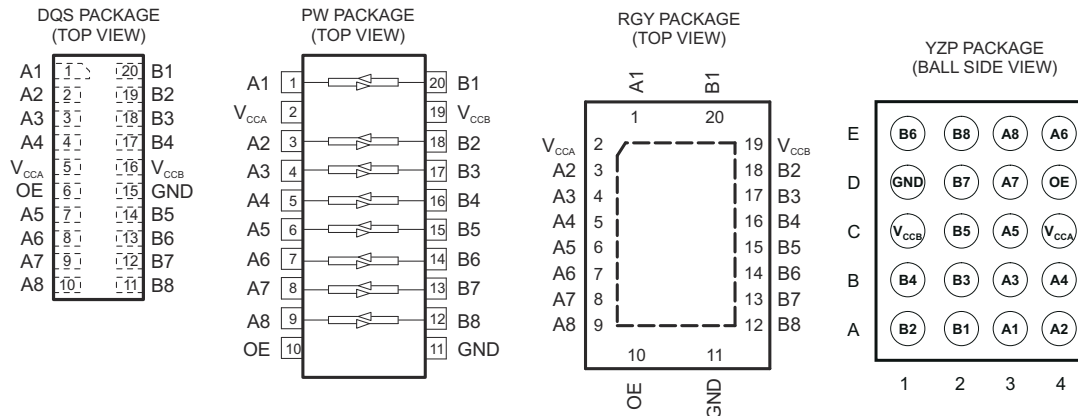 DQS PACKAGE
(TOP VIEW)
A1 1 20 B1
A2 2 19 B2
A3 3 18 B3
A4 4 17 B4
VCCA 5 16 VCCB
OE 6 15 GND
A5 7 14 B5
A6 8 13 B6
A7 9 12 B7
A8 10 11 B8
PW PACKAGE
(TOP VIEW)
A1 1 20 B1
VCCA 2 19 VCCB
A2 3 18 B2
A3 4 17 B3
A4 5 16 B4
A5 6 15 B5
A6 7 14 B6
A7 8 13 B7
A8 9 12 B8
OE 10 11 GND
RGY PACKAGE
(TOP VIEW)
A1 B1
1 20
VCCA 2 19 VCCB
A2 3 18 B2
A3 4 17 B3
A4 5 16 B4
A5 6 15 B5
A6 7 14 B6
A7 8 13 B7
A8 9 12 B8
10 11
OE GND
YZP PACKAGE
(BALL SIDE VIEW)
E B6 B8 A8 A6
D GND B7 A7 OE
C VCCB B5 A5 VCCA
B B4 B3 A3 A4
A B2 B1 A1 A2
1 2 3 4